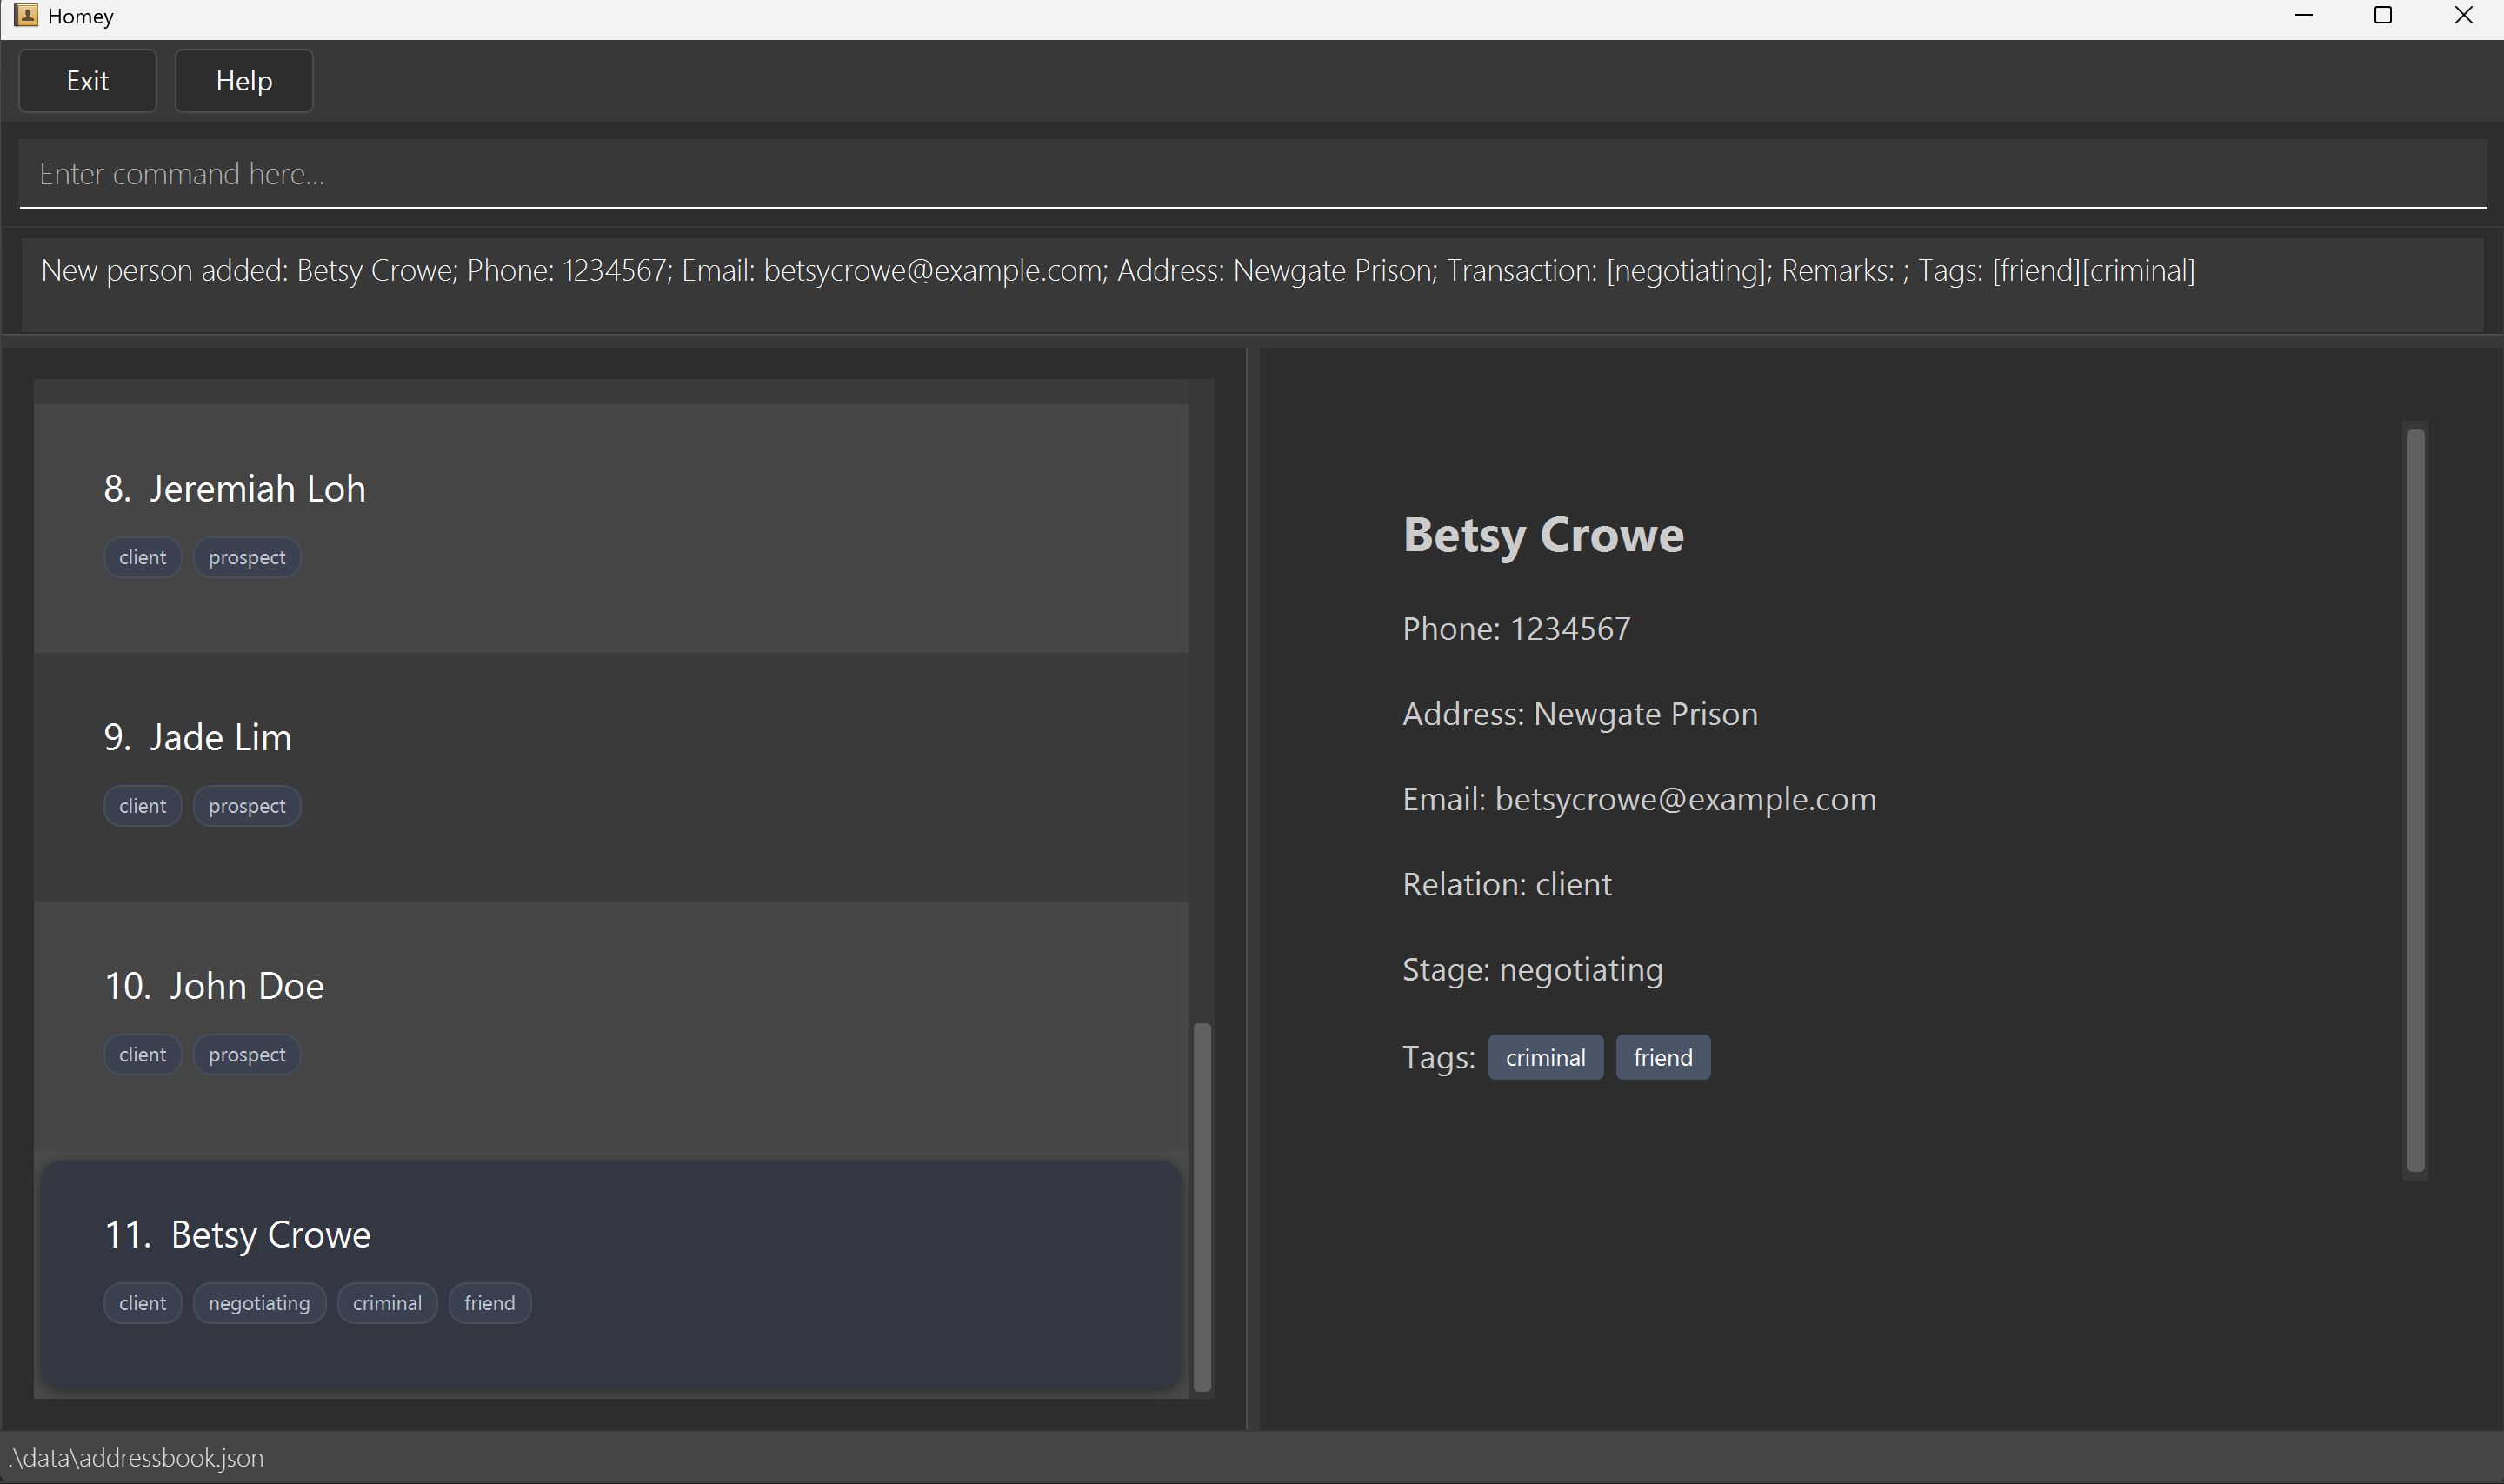 Homey
Exit
Help
Enter command here...
New person added: Betsy Crowe; Phone: 1234567; Email: betsycrowe@example.com; Address: Newgate Prison; Transaction: [negotiating]; Remarks: ; Tags: [friend][criminal]
8. Jeremiah Loh
client prospect
9. Jade Lim
client prospect
10. John Doe
client prospect
11. Betsy Crowe
client negotiating criminal friend
Betsy Crowe
Phone: 1234567
Address: Newgate Prison
Email: betsycrowe@example.com
Relation: client
Stage: negotiating
Tags: criminal friend
.\data\addressbook.json